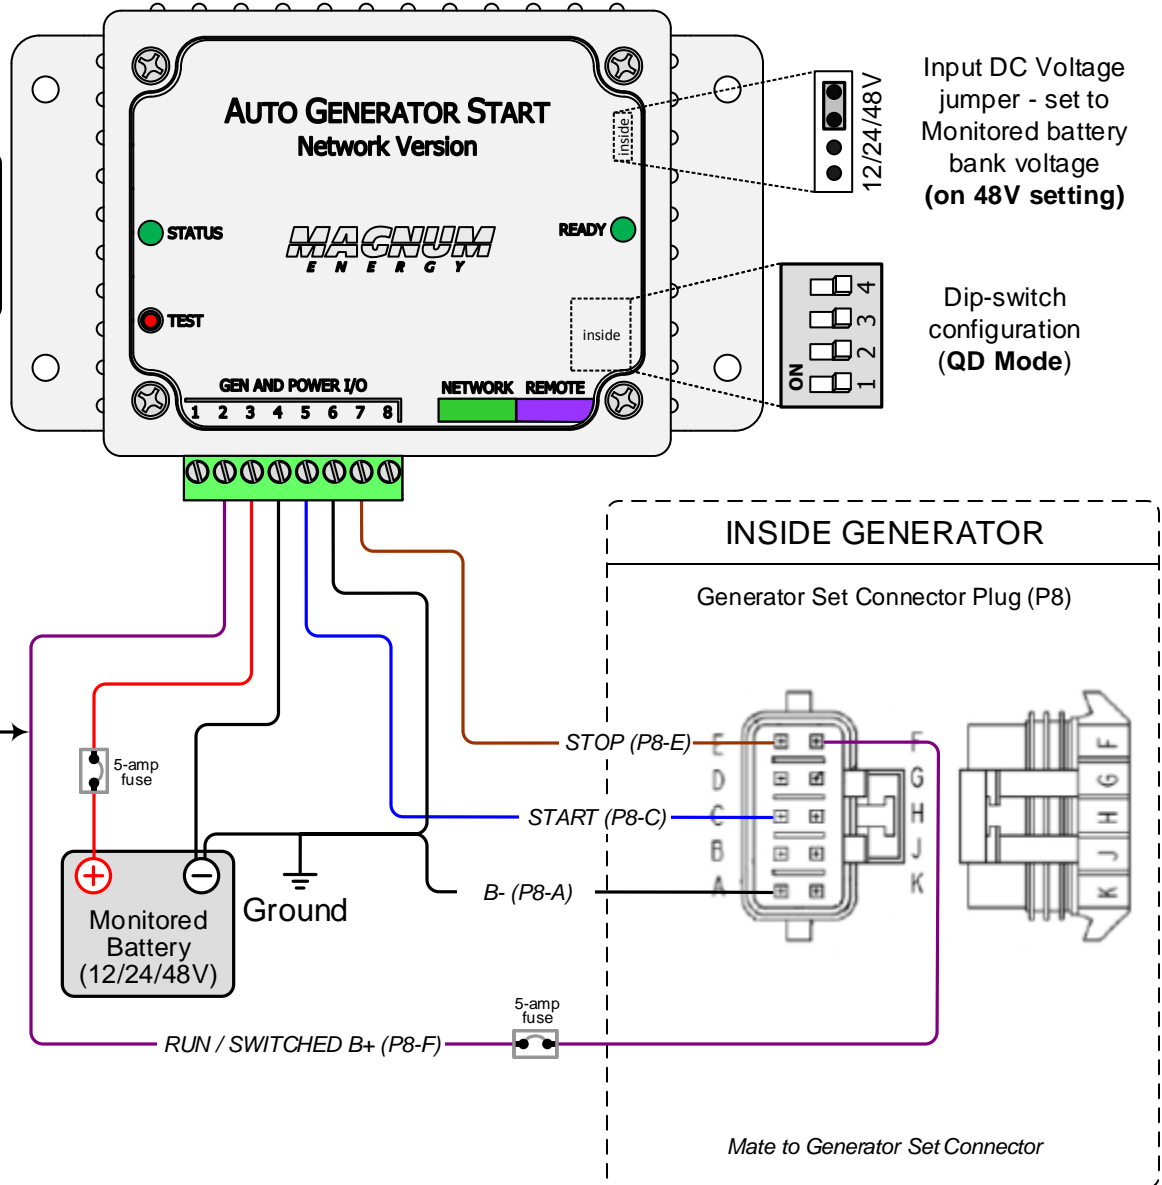 AUTO GENERATOR START
Network Version
inside
STATUS
MAGNUM
ENERGY
READY
TEST
inside
GEN AND POWER I/O
1 2 3 4 5 6 7 8
NETWORK
REMOTE
12/24/48V
Input DC Voltage
jumper - set to
Monitored battery
bank voltage
(on 48V setting)
ON
4
3
2
1
Dip-switch
configuration
(QD Mode)
INSIDE GENERATOR
Generator Set Connector Plug (P8)
STOP (P8-E)
START (P8-C)
B- (P8-A)
E
D
C
B
A
F
G
H
J
K
F
G
H
J
K
5-amp
fuse
+
−
Monitored
Battery
(12/24/48V)
Ground
5-amp
fuse
RUN / SWITCHED B+ (P8-F)
Mate to Generator Set Connector